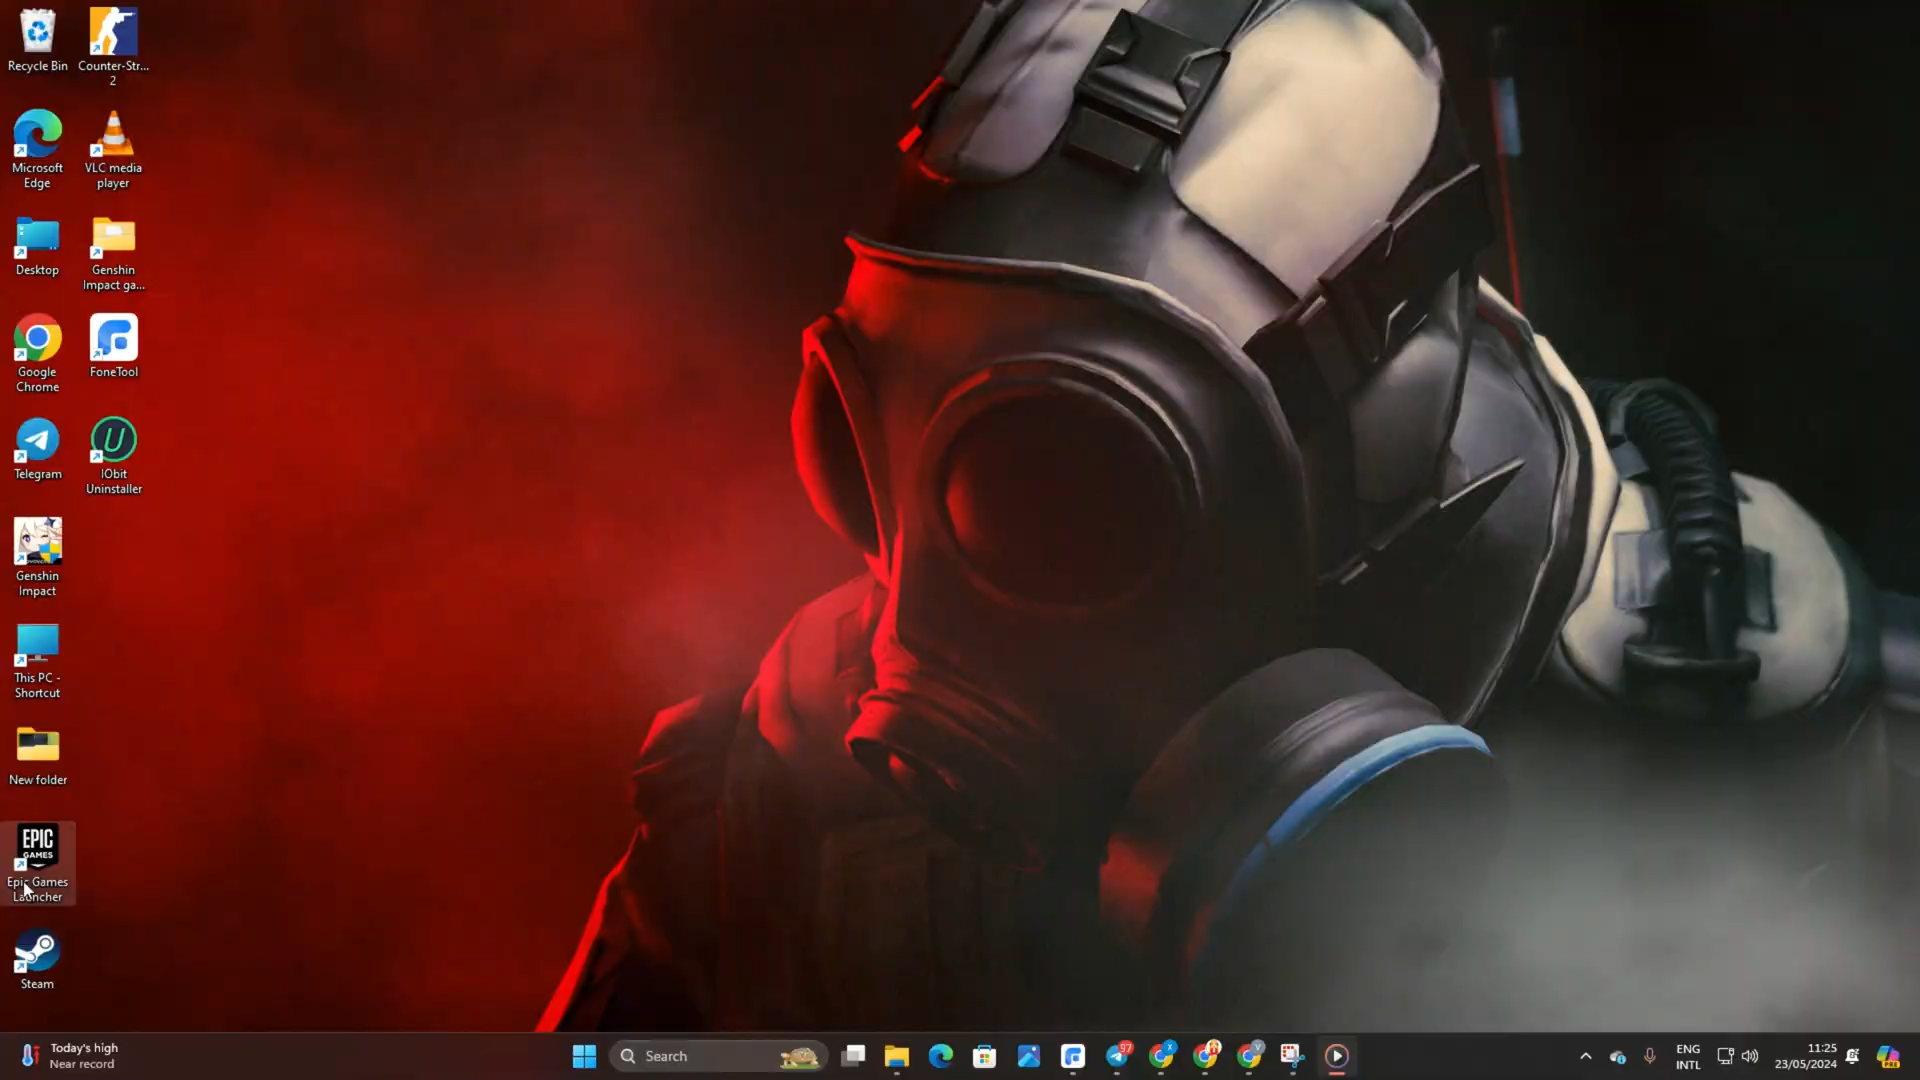 Recycle Bin
Counter-Str...
2
Microsoft
Edge
VLC media
player
Desktop
Genshin
Impact ga...
Google
Chrome
FoneTool
Telegram
IObit
Uninstaller
Genshin
Impact
This PC -
Shortcut
New folder
EPIC
GAMES
Epic Games
Launcher
Steam
Today's high
Near record
Search
97
X
V
ENG
INTL
11:25
23/05/2024
PRE